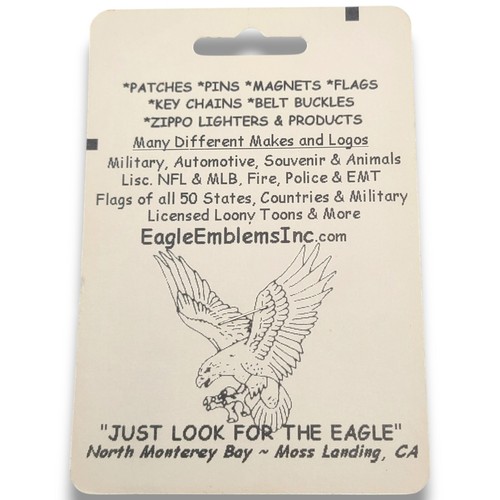 *PATCHES *PINS *MAGNETS *FLAGS
*KEY CHAINS *BELT BUCKLES
*ZIPPO LIGHTERS & PRODUCTS
Many Different Makes and Logos
Military, Automotive, Souvenir & Animals
Lisc. NFL & MLB, Fire, Police & EMT
Flags of all 50 States, Countries & Military
Licensed Loony Toons & More
EagleEmblemsInc.com
"JUST LOOK FOR THE EAGLE"
North Monterey Bay ~ Moss Landing, CA